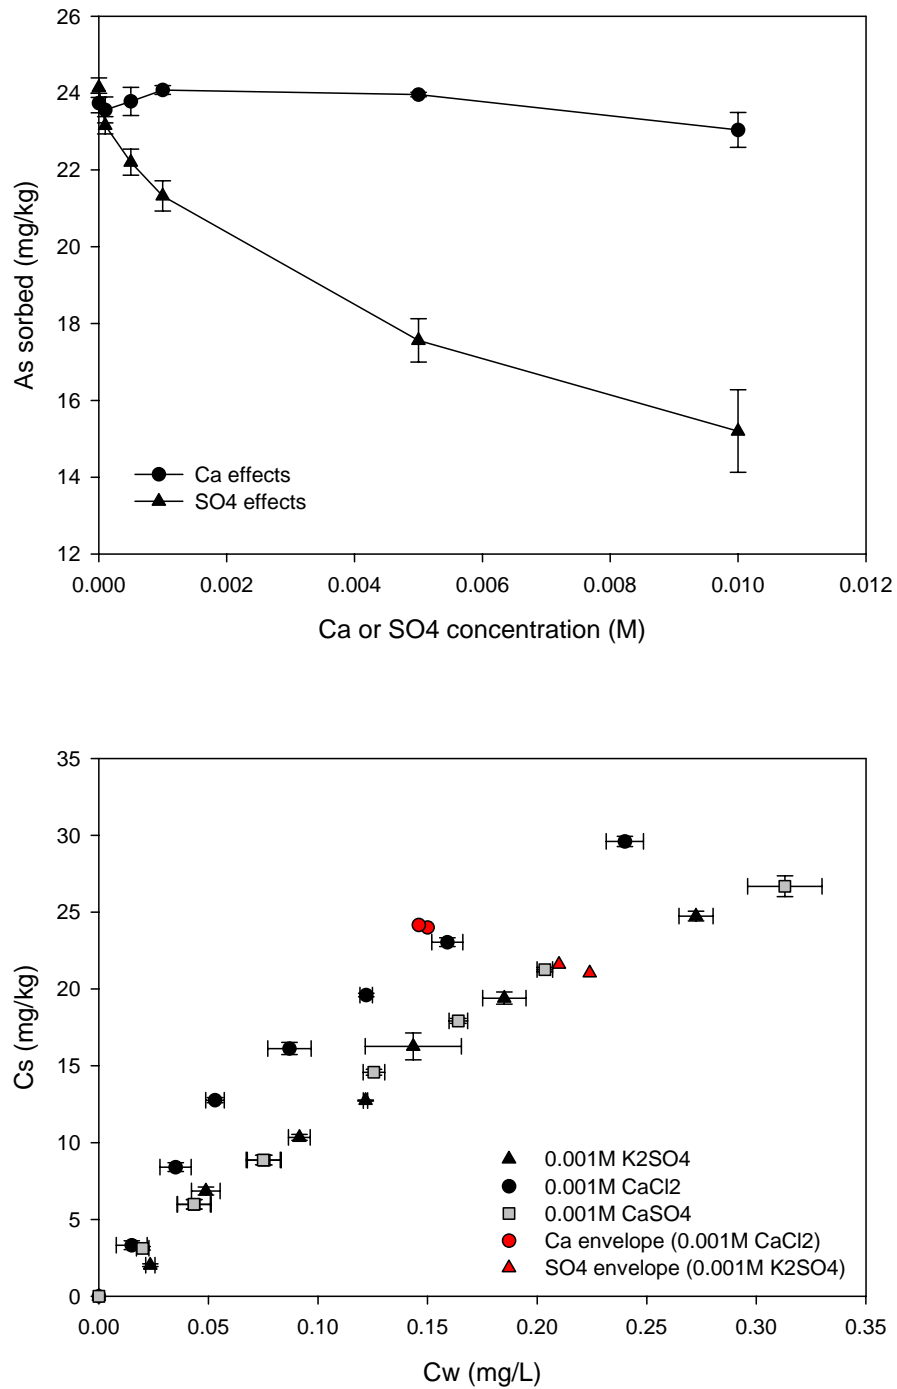 26
24
22
20
18
16
14
12
As sorbed (mg/kg)
Ca effects
SO4 effects
0.000 0.002 0.004 0.006 0.008 0.010 0.012
Ca or SO4 concentration (M)
35
30
25
20
15
10
5
0
Cs (mg/kg)
0.001M K2SO4
0.001M CaCl2
0.001M CaSO4
Ca envelope (0.001M CaCl2)
SO4 envelope (0.001M K2SO4)
0.00 0.05 0.10 0.15 0.20 0.25 0.30 0.35
Cw (mg/L)